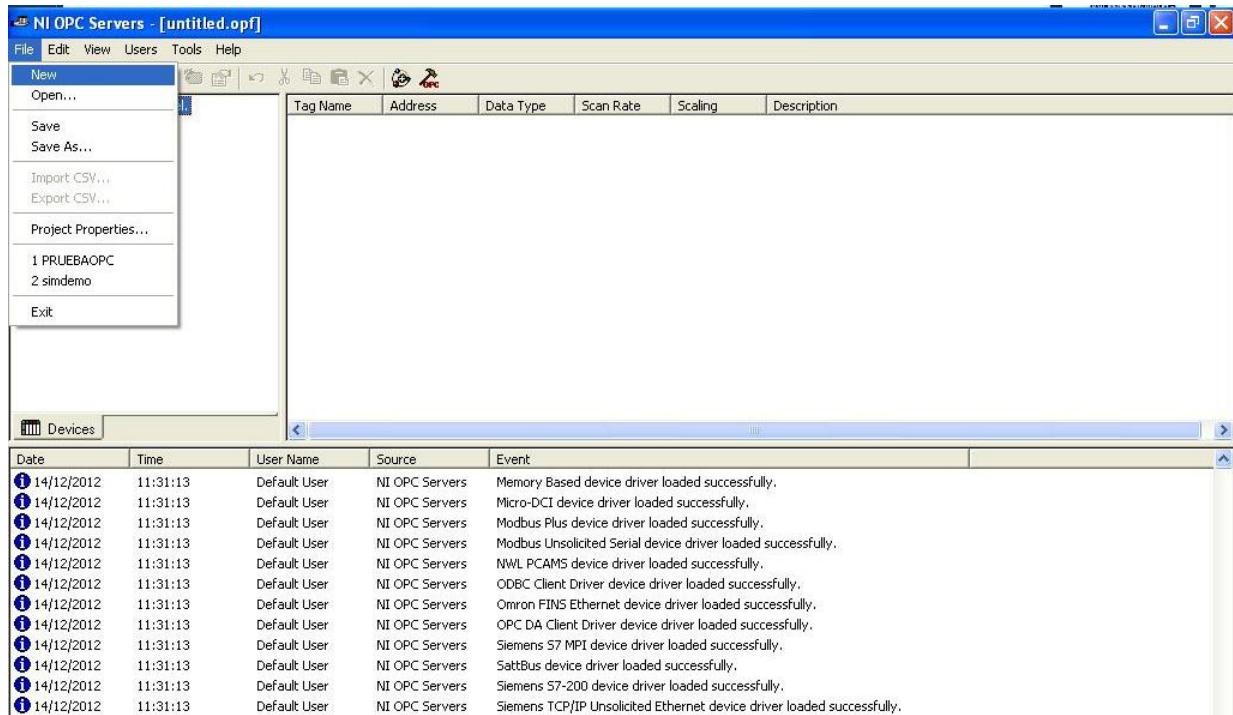 NI OPC Servers - [untitled.opf]
File Edit View Users Tools Help
New
Open...
Save
Save As...
Import CSV...
Export CSV...
Project Properties...
1 PRUEBAOPC
2 simdemo
Exit
Tag Name Address Data Type Scan Rate Scaling Description
Devices
Date Time User Name Source Event
14/12/2012 11:31:13 Default User NI OPC Servers Memory Based device driver loaded successfully.
14/12/2012 11:31:13 Default User NI OPC Servers Micro-DCI device driver loaded successfully.
14/12/2012 11:31:13 Default User NI OPC Servers Modbus Plus device driver loaded successfully.
14/12/2012 11:31:13 Default User NI OPC Servers Modbus Unsolicited Serial device driver loaded successfully.
14/12/2012 11:31:13 Default User NI OPC Servers NWL PCAMS device driver loaded successfully.
14/12/2012 11:31:13 Default User NI OPC Servers ODBC Client Driver device driver loaded successfully.
14/12/2012 11:31:13 Default User NI OPC Servers Omron FINS Ethernet device driver loaded successfully.
14/12/2012 11:31:13 Default User NI OPC Servers OPC DA Client Driver device driver loaded successfully.
14/12/2012 11:31:13 Default User NI OPC Servers Siemens S7 MPI device driver loaded successfully.
14/12/2012 11:31:13 Default User NI OPC Servers SattBus device driver loaded successfully.
14/12/2012 11:31:13 Default User NI OPC Servers Siemens S7-200 device driver loaded successfully.
14/12/2012 11:31:13 Default User NI OPC Servers Siemens TCP/IP Unsolicited Ethernet device driver loaded successfully.